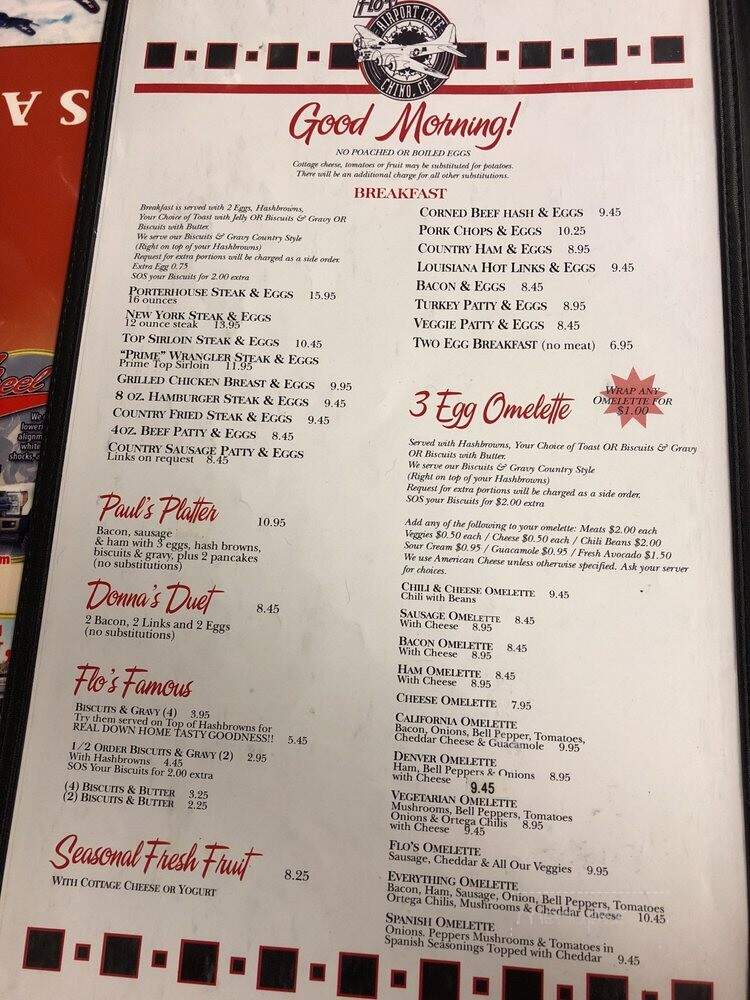 FLO'S
AIRPORT CAFE
CHINO, CA
SA
Good Morning!
NO POACHED OR BOILED EGGS
Cottage cheese, tomatoes or fruit may be substituted for potatoes.
There will be an additional charge for all other substitutions.
BREAKFAST
Breakfast is served with 2 Eggs, Hashbrowns,
Your Choice of Toast with Jelly OR Biscuits & Gravy OR
Biscuits with Butter.
We serve our Biscuits & Gravy Country Style
(Right on top of your Hashbrowns)
Request for extra portions will be charged as a side order.
Extra Egg 0.75
SOS your Biscuits for 2.00 extra
PORTERHOUSE STEAK & EGGS 15.95
16 ounces
NEW YORK STEAK & EGGS
12 ounce steak 13.95
TOP SIRLOIN STEAK & EGGS 10.45
"PRIME" WRANGLER STEAK & EGGS
Prime Top Sirloin 11.95
GRILLED CHICKEN BREAST & EGGS 9.95
8 OZ. HAMBURGER STEAK & EGGS 9.45
COUNTRY FRIED STEAK & EGGS 9.45
4OZ. BEEF PATTY & EGGS 8.45
COUNTRY SAUSAGE PATTY & EGGS
Links on request 8.45
Paul's Platter 10.95
Bacon, sausage
& ham with 3 eggs, hash browns,
biscuits & gravy, plus 2 pancakes
(no substitutions)
Donna's Duet 8.45
2 Bacon, 2 Links and 2 Eggs
(no substitutions)
Flo's Famous
BISCUITS & GRAVY (4) 3.95
Try them served on Top of Hashbrowns for
REAL DOWN HOME TASTY GOODNESS!! 5.45
1/2 ORDER BISCUITS & GRAVY (2) 2.95
With Hashbrowns 4.45
SOS Your Biscuits for 2.00 extra
(4) BISCUITS & BUTTER 3.25
(2) BISCUITS & BUTTER 2.25
Seasonal Fresh Fruit 8.25
WITH COTTAGE CHEESE OR YOGURT
CORNED BEEF HASH & EGGS 9.45
PORK CHOPS & EGGS 10.25
COUNTRY HAM & EGGS 8.95
LOUISIANA HOT LINKS & EGGS 9.45
BACON & EGGS 8.45
TURKEY PATTY & EGGS 8.95
VEGGIE PATTY & EGGS 8.45
TWO EGG BREAKFAST (no meat) 6.95
3 Egg Omelette
WRAP ANY
OMELETTE FOR
$1.00
Served with Hashbrowns, Your Choice of Toast OR Biscuits & Gravy
OR Biscuits with Butter.
We serve our Biscuits & Gravy Country Style
(Right on top of your Hashbrowns)
Request for extra portions will be charged as a side order.
SOS your Biscuits for $2.00 extra
Add any of the following to your omelette: Meats $2.00 each
Veggies $0.50 each / Cheese $0.50 each / Chili Beans $2.00
Sour Cream $0.95 / Guacamole $0.95 / Fresh Avocado $1.50
We use American Cheese unless otherwise specified. Ask your server
for choices.
CHILI & CHEESE OMELETTE 9.45
Chili with Beans
SAUSAGE OMELETTE 8.45
With Cheese 8.95
BACON OMELETTE 8.45
With Cheese 8.95
HAM OMELETTE 8.45
With Cheese 8.95
CHEESE OMELETTE 7.95
CALIFORNIA OMELETTE
Bacon, Onions, Bell Pepper, Tomatoes,
Cheddar Cheese & Guacamole 9.95
DENVER OMELETTE
Ham, Bell Peppers & Onions 8.95
with Cheese 9.45
VEGETARIAN OMELETTE
Mushrooms, Bell Peppers, Tomatoes
Onions & Ortega Chilis 8.95
with Cheese 9.45
FLO'S OMELETTE
Sausage, Cheddar & All Our Veggies 9.95
EVERYTHING OMELETTE
Bacon, Ham, Sausage, Onion, Bell Peppers, Tomatoes
Ortega Chilis, Mushrooms & Cheddar Cheese 10.45
SPANISH OMELETTE
Onions. Peppers Mushrooms & Tomatoes in
Spanish Seasonings Topped with Cheddar 9.45